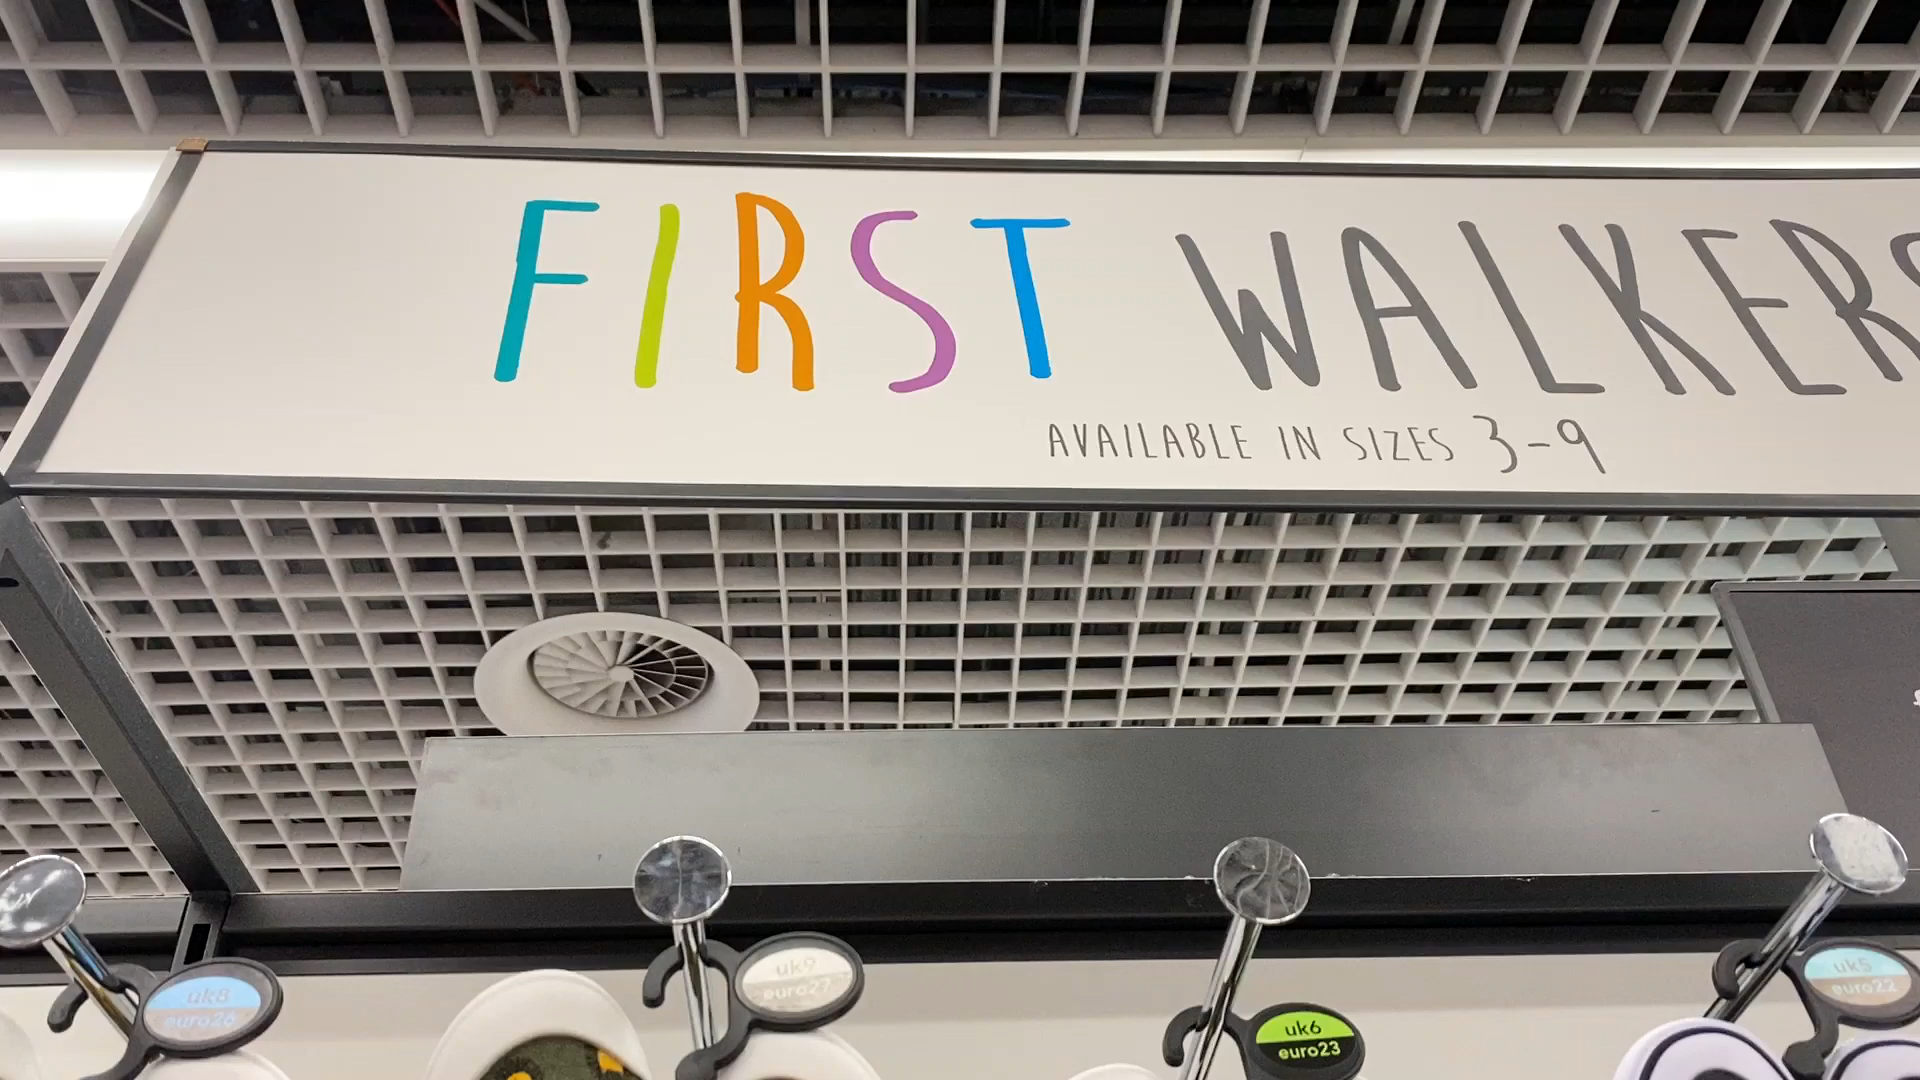 FIRST WALKERS
AVAILABLE IN SIZES 3-9
uk8
euro26
uk9
euro27
uk6
euro23
uk5
euro22